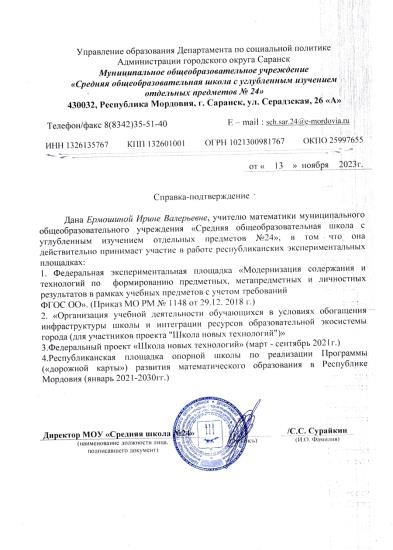 Управление образования Департамента по социальной политике
Администрации городского округа Саранск
Муниципальное общеобразовательное учреждение
«Средняя общеобразовательная школа с углубленным изучением
отдельных предметов № 24»
430032, Республика Мордовия, г. Саранск, ул. Серадзская, 26 «А»
Телефон/факс 8(8342)35-51-40 E – mail : sch.sar.24@e-mordovia.ru
ИНН 1326135767 КПП 132601001 ОГРН 1021300981767 ОКПО 25997655
от « 13 » ноября 2023г.
Справка-подтверждение
Дана Ермошиной Ирине Валерьевне, учителю математики муниципального
общеобразовательного учреждения «Средняя общеобразовательная школа с
углубленным изучением отдельных предметов №24», в том что она
действительно принимает участие в работе республиканских экспериментальных
площадках:
1. Федеральная экспериментальная площадка «Модернизация содержания и
технологий по формированию предметных, метапредметных и личностных
результатов в рамках учебных предметов с учетом требований
ФГОС ОО». (Приказ МО РМ № 1148 от 29.12. 2018 г.)
2. «Организация учебной деятельности обучающихся в условиях обогащения
инфраструктуры школы и интеграции ресурсов образовательной экосистемы
города (для участников проекта "Школа новых технологий")»
3.Федеральный проект «Школа новых технологий» (март - сентябрь 2021г.)
4.Республиканская площадка опорной школы по реализации Программы
(«дорожной карты») развития математического образования в Республике
Мордовия (январь 2021-2030гг.)
Директор МОУ «Средняя школа №24» /С.С. Сурайкин
(наименование должности лица, (И.О. Фамилия)
подписавшего документ)